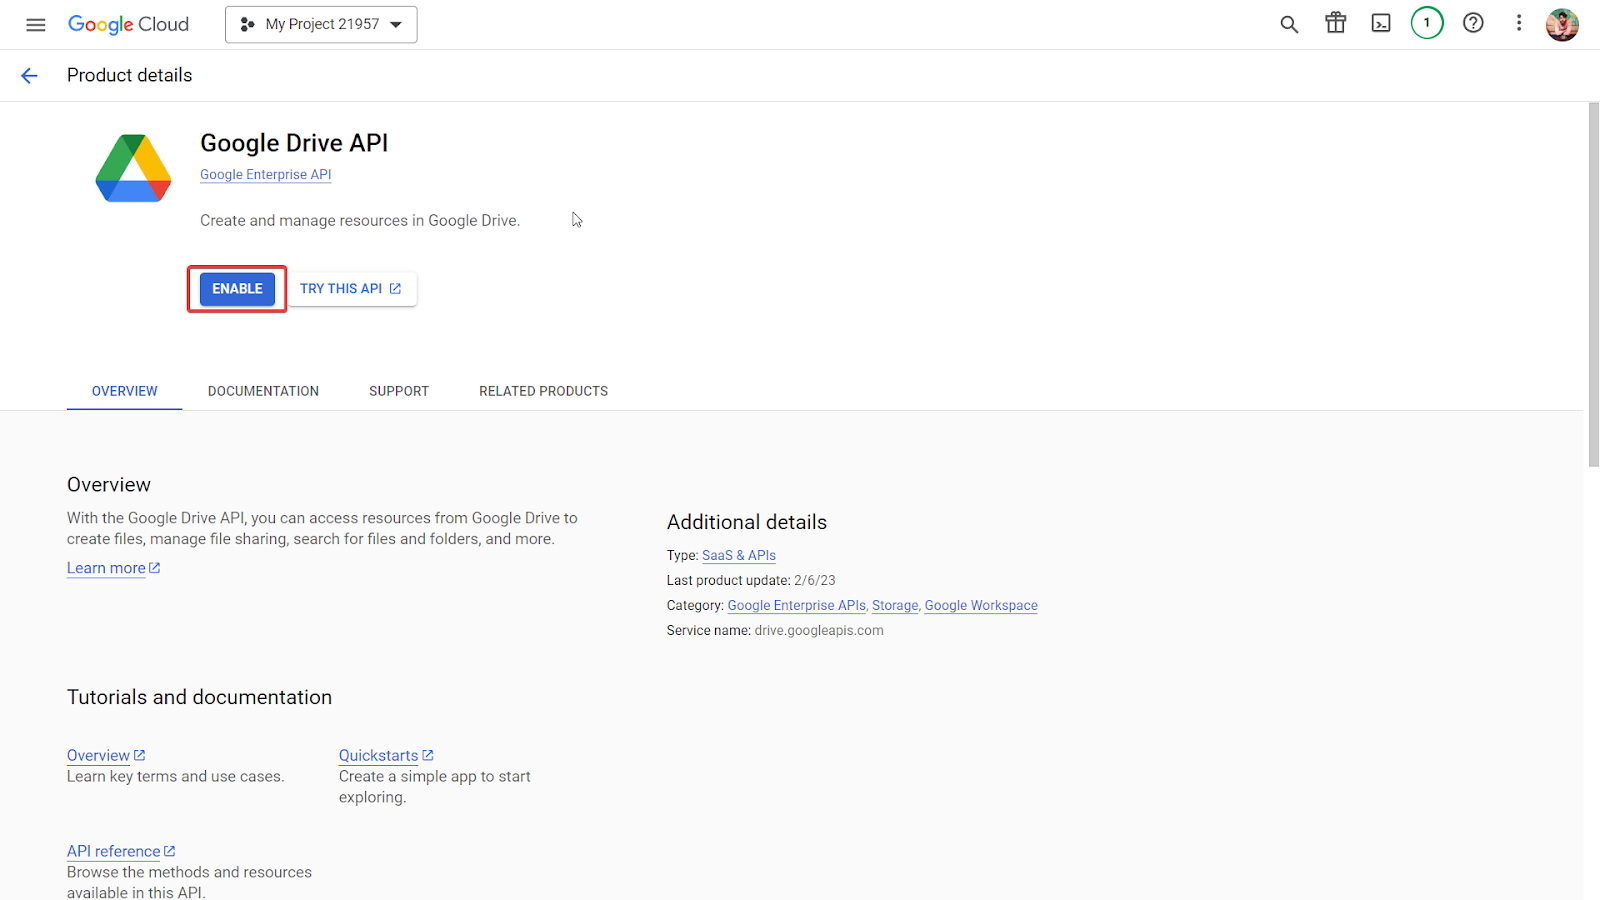 Google Cloud
My Project 21957
1
Product details
Google Drive API
Google Enterprise API
Create and manage resources in Google Drive.
ENABLE
TRY THIS API
OVERVIEW
DOCUMENTATION
SUPPORT
RELATED PRODUCTS
Overview
With the Google Drive API, you can access resources from Google Drive to
create files, manage file sharing, search for files and folders, and more.
Learn more
Additional details
Type: SaaS & APIs
Last product update: 2/6/23
Category: Google Enterprise APIs, Storage, Google Workspace
Service name: drive.googleapis.com
Tutorials and documentation
Overview
Learn key terms and use cases.
Quickstarts
Create a simple app to start
exploring.
API reference
Browse the methods and resources
available in this API.